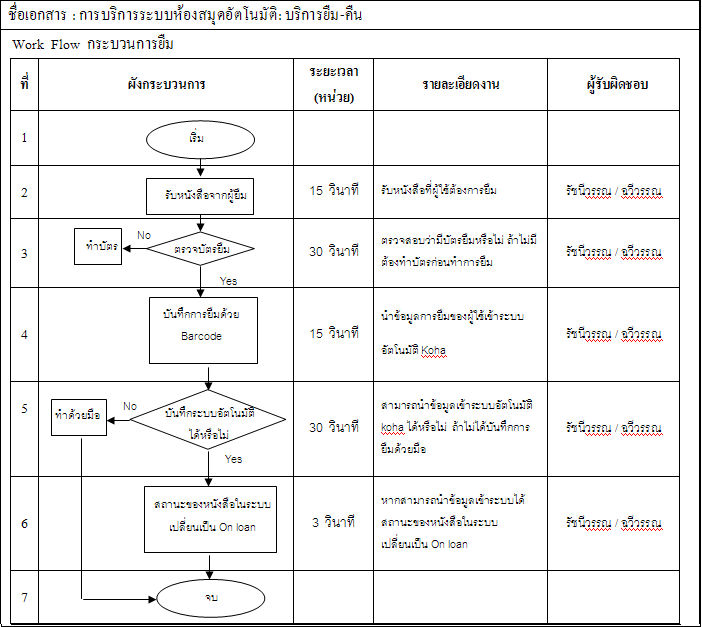 ชื่อเอกสาร : การบริการระบบห้องสมุดอัตโนมัติ: บริการยืม-คืน
Work Flow กระบวนการยืม
ที่ ผังกระบวนการ ระยะเวลา (หน่วย) รายละเอียดงาน ผู้รับผิดชอบ
1 เริ่ม
2 รับหนังสือจากผู้ยืม 15 วินาที รับหนังสือที่ผู้ใช้ต้องการยืม รัชนีวรรณ / ฉวีวรรณ
3 ทำบัตร No ตรวจบัตรยืม 30 วินาที ตรวจสอบว่ามีบัตรยืมหรือไม่ ถ้าไม่มี
ต้องทำบัตรก่อนทำการยืม รัชนีวรรณ / ฉวีวรรณ
Yes
4 บันทึกการยืมด้วย
Barcode 15 วินาที นำข้อมูลการยืมของผู้ใช้เข้าระบบ
อัตโนมัติ Koha รัชนีวรรณ / ฉวีวรรณ
5 ทำด้วยมือ No บันทึกระบบอัตโนมัติ
ได้หรือไม่ 30 วินาที สามารถนำข้อมูลเข้าระบบอัตโนมัติ
koha ได้หรือไม่ ถ้าไม่ได้บันทึกการ
ยืมด้วยมือ รัชนีวรรณ / ฉวีวรรณ
Yes
6 สถานะของหนังสือในระบบ
เปลี่ยนเป็น On loan 3 วินาที หากสามารถนำข้อมูลเข้าระบบได้
สถานะของหนังสือในระบบ
เปลี่ยนเป็น On loan รัชนีวรรณ / ฉวีวรรณ
7 จบ